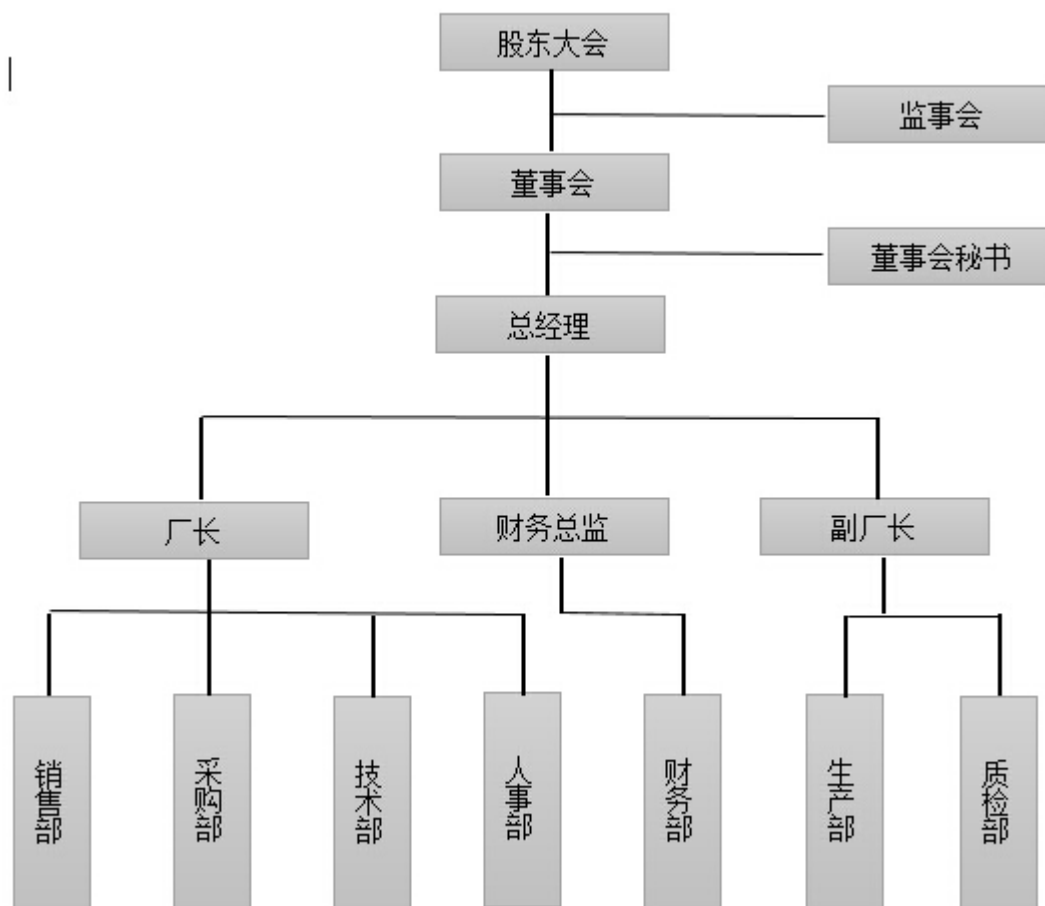 股东大会
监事会
董事会
董事会秘书
总经理
厂长
财务总监
副厂长
销售部
采购部
技术部
人事部
财务部
生产部
质检部